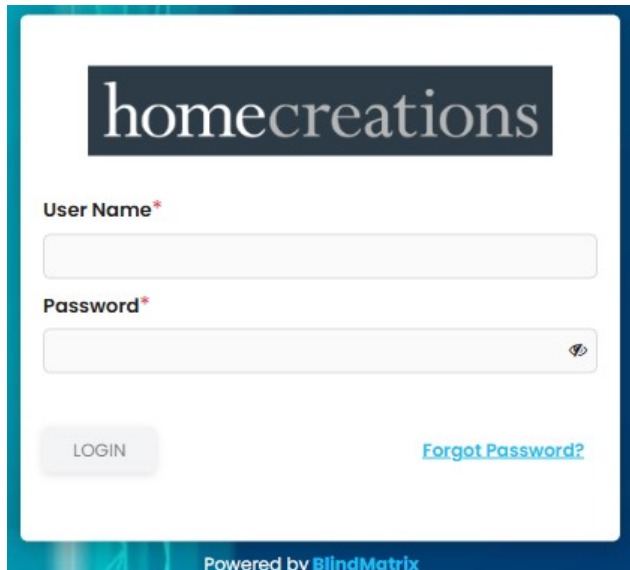 homecreations
User Name*
Password*
LOGIN
Forgot Password?
Powered by BlindMatrix